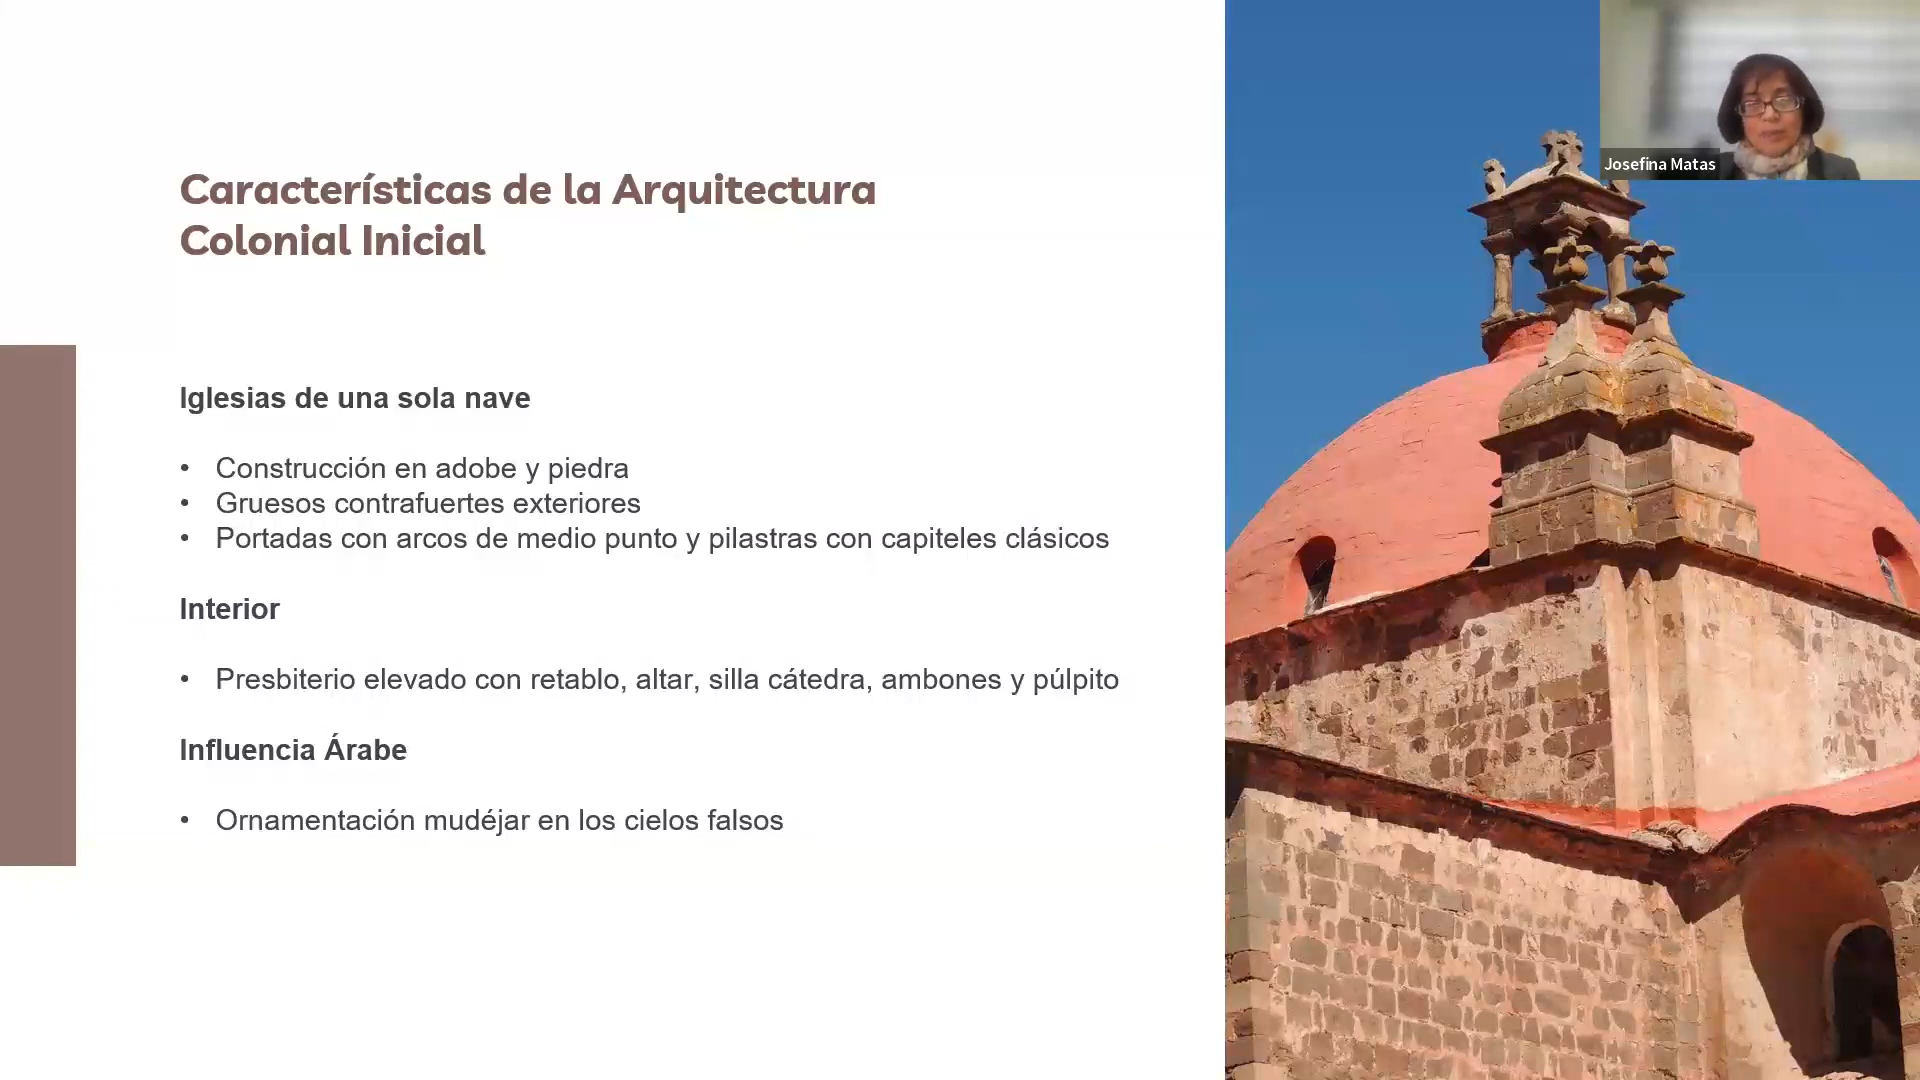 Características de la Arquitectura
Colonial Inicial
Iglesias de una sola nave
• Construcción en adobe y piedra
• Gruesos contrafuertes exteriores
• Portadas con arcos de medio punto y pilastras con capiteles clásicos
Interior
• Presbiterio elevado con retablo, altar, silla cátedra, ambones y púlpito
Influencia Árabe
• Ornamentación mudéjar en los cielos falsos
Josefina Matas